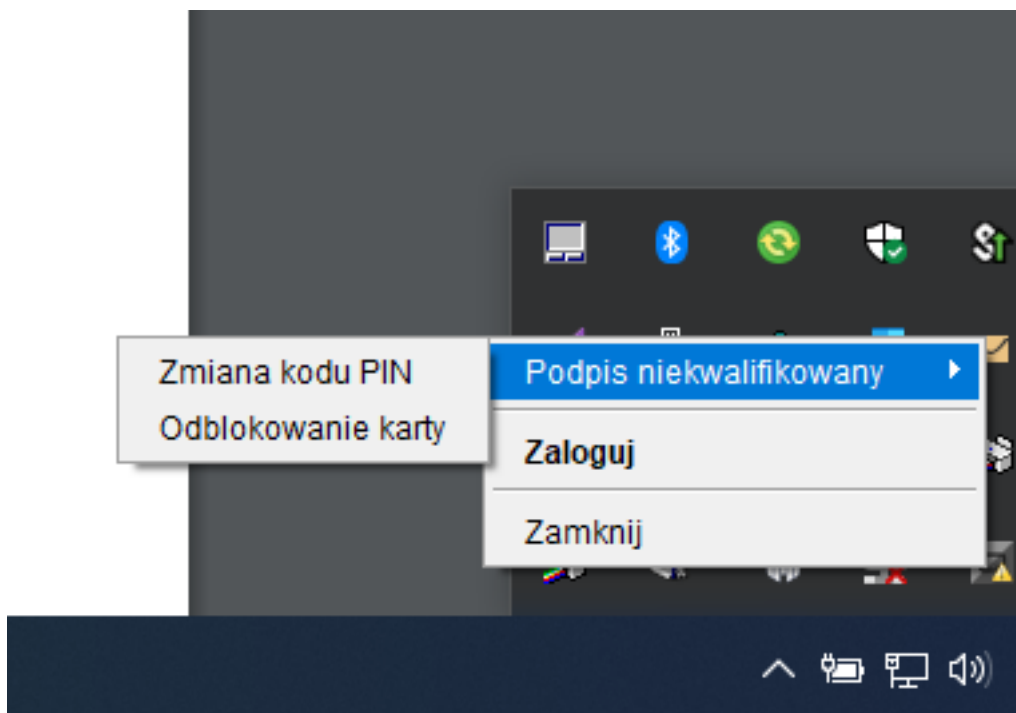 Zmiana kodu PIN
Odblokowanie karty
Podpis niekwalifikowany
Zaloguj
Zamknij